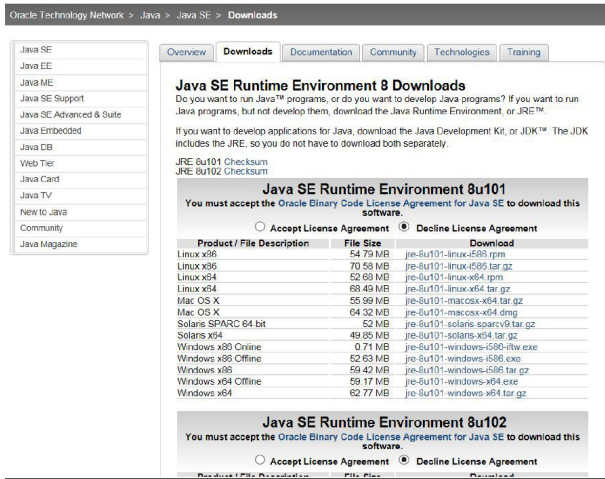 Oracle Technology Network > Java > Java SE > Downloads
Java SE
Java EE
Java ME
Java SE Support
Java SE Advanced & Suite
Java Embedded
Java DB
Web Tier
Java Card
Java TV
New to Java
Community
Java Magazine
Overview Downloads Documentation Community Technologies Training
Java SE Runtime Environment 8 Downloads
Do you want to run Java™ programs, or do you want to develop Java programs? If you want to run
Java programs, but not develop them, download the Java Runtime Environment, or JRE™.
If you want to develop applications for Java, download the Java Development Kit, or JDK™. The JDK
includes the JRE, so you do not have to download both separately.
JRE 8u101 Checksum
JRE 8u102 Checksum
Java SE Runtime Environment 8u101
You must accept the Oracle Binary Code License Agreement for Java SE to download this
software.
Accept License Agreement Decline License Agreement
Product / File Description File Size Download
Linux x86 54.79 MB jre-8u101-linux-i586.rpm
Linux x86 70.58 MB jre-8u101-linux-i586.tar.gz
Linux x64 52.68 MB jre-8u101-linux-x64.rpm
Linux x64 68.49 MB jre-8u101-linux-x64.tar.gz
Mac OS X 55.99 MB jre-8u101-macosx-x64.tar.gz
Mac OS X 64.32 MB jre-8u101-macosx-x64.dmg
Solaris SPARC 64-bit 52 MB jre-8u101-solaris-sparcv9.tar.gz
Solaris x64 49.85 MB jre-8u101-solaris-x64.tar.gz
Windows x86 Online 0.71 MB jre-8u101-windows-i586-iftw.exe
Windows x86 Offline 52.63 MB jre-8u101-windows-i586.exe
Windows x86 59.42 MB jre-8u101-windows-i586.tar.gz
Windows x64 Offline 59.17 MB jre-8u101-windows-x64.exe
Windows x64 62.77 MB jre-8u101-windows-x64.tar.gz
Java SE Runtime Environment 8u102
You must accept the Oracle Binary Code License Agreement for Java SE to download this
software.
Accept License Agreement Decline License Agreement
Product / File Description File Size Download